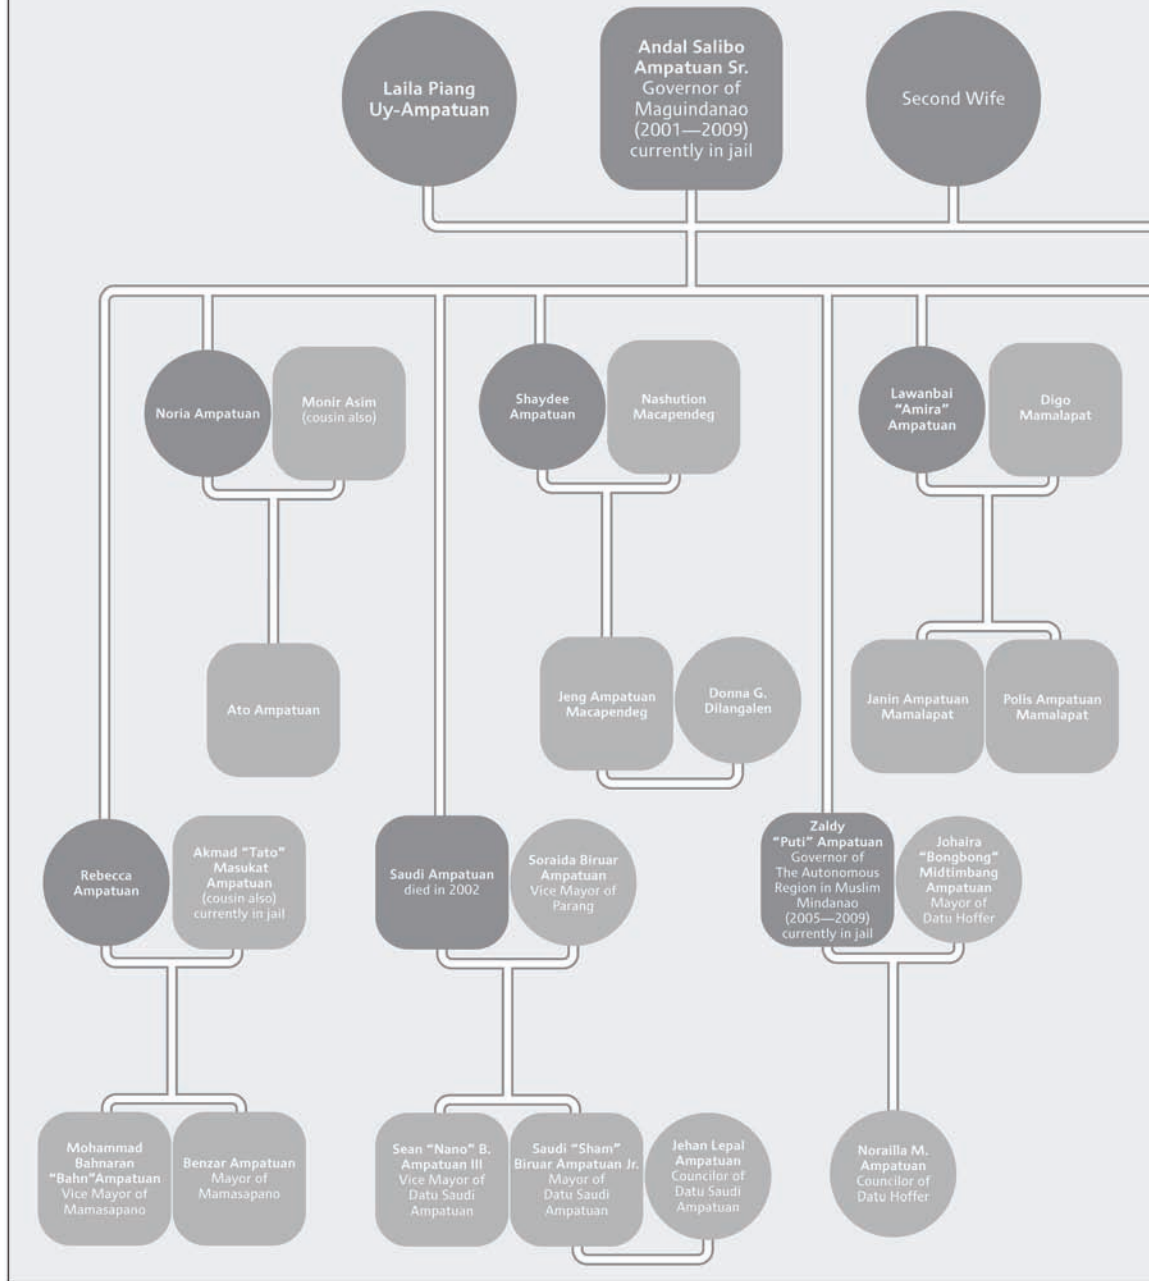 Laila Piang
Uy-Ampatuan
Andal Salibo
Ampatuan Sr.
Governor of
Maguindanao
(2001—2009)
currently in jail
Second Wife
Noria Ampatuan
Monir Asim
(cousin also)
Shaydee
Ampatuan
Nashution
Macapendeg
Lawanbai
“Amira”
Ampatuan
Digo
Mamalapat
Ato Ampatuan
Jeng Ampatuan
Macapendeg
Donna G.
Dilangalen
Janin Ampatuan
Mamalapat
Polis Ampatuan
Mamalapat
Rebecca
Ampatuan
Akmad “Tato”
Masukat
Ampatuan
(cousin also)
currently in jail
Saudi Ampatuan
died in 2002
Soraida Biruar
Ampatuan
Vice Mayor of
Parang
Zaldy
“Puti” Ampatuan
Governor of
The Autonomous
Region in Muslim
Mindanao
(2005—2009)
currently in jail
Johaira
“Bongbong”
Midtimbang
Ampatuan
Mayor of
Datu Hoffer
Mohammad
Bahnaran
“Bahn”Ampatuan
Vice Mayor of
Mamasapano
Benzar Ampatuan
Mayor of
Mamasapano
Sean “Nano” B.
Ampatuan III
Vice Mayor of
Datu Saudi
Ampatuan
Saudi “Sham”
Biruar Ampatuan Jr.
Mayor of
Datu Saudi
Ampatuan
Jehan Lepal
Ampatuan
Councilor of
Datu Saudi
Ampatuan
Norailla M.
Ampatuan
Councilor of
Datu Hoffer